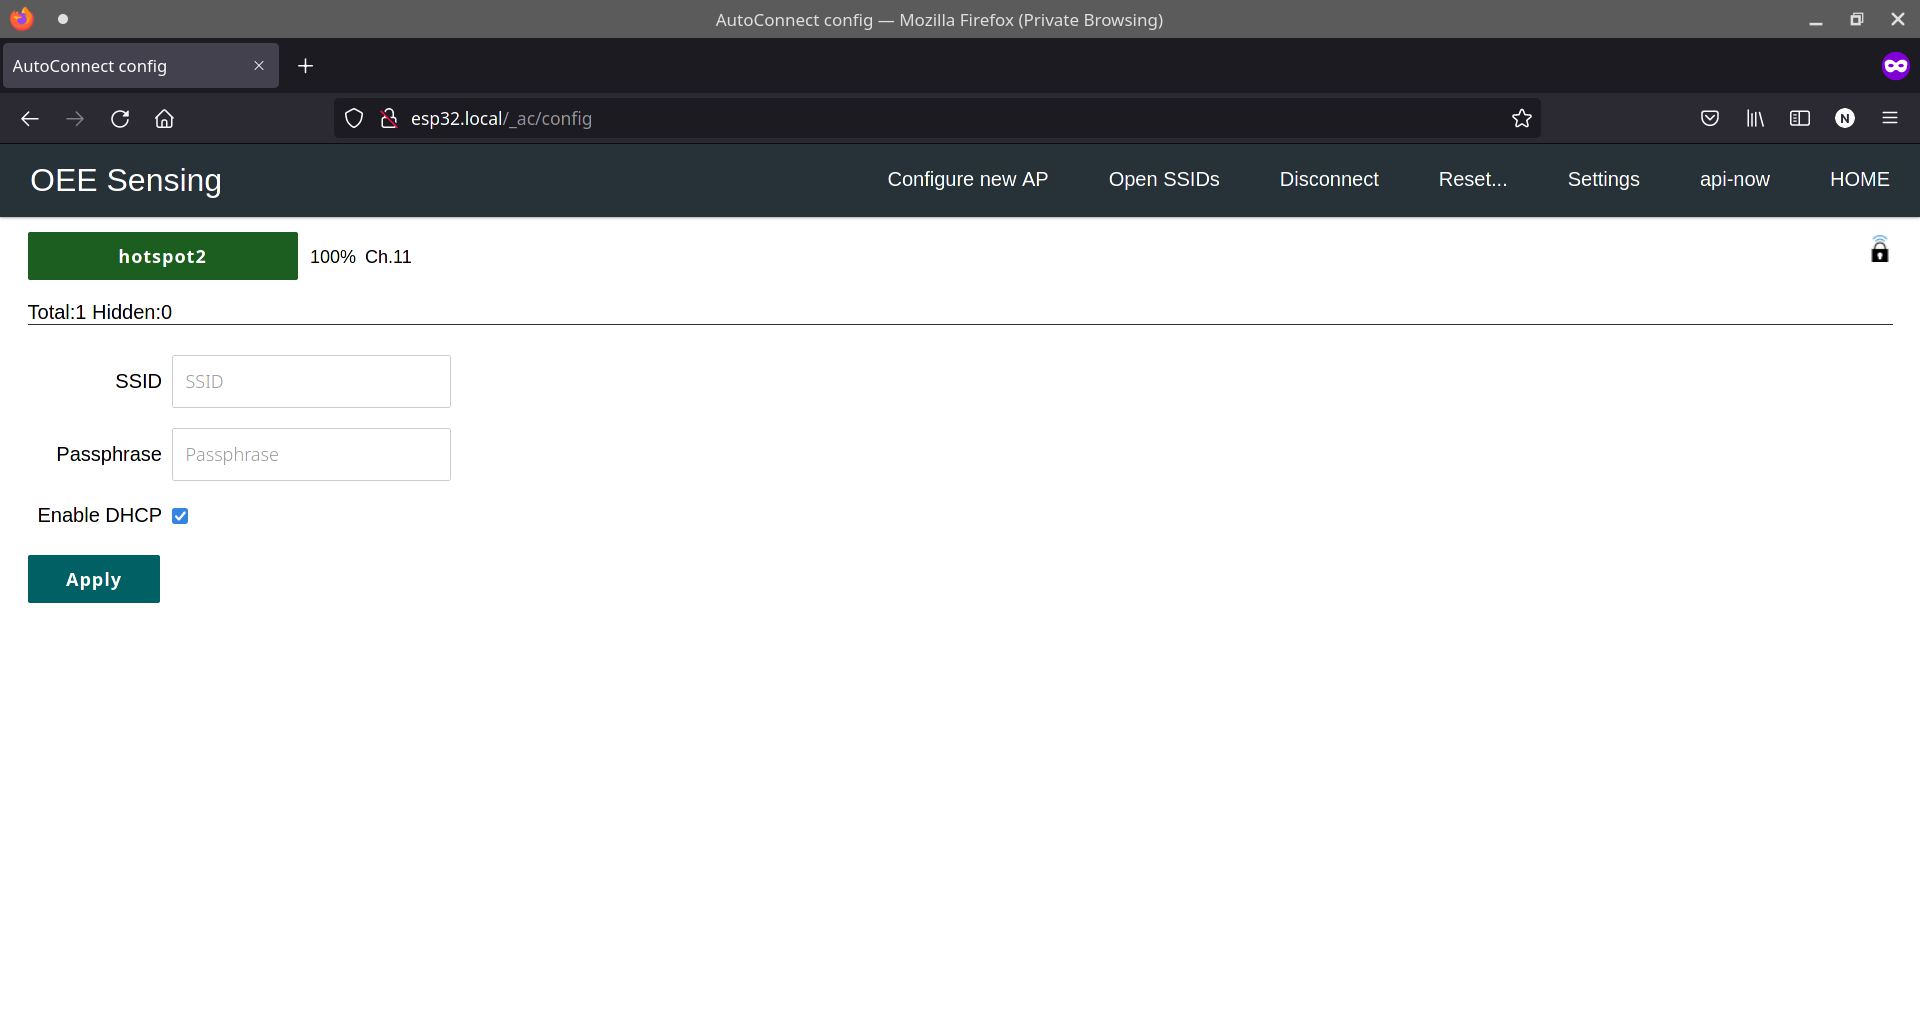 AutoConnect config — Mozilla Firefox (Private Browsing)
AutoConnect config
esp32.local/_ac/config
N
OEE Sensing
Configure new AP
Open SSIDs
Disconnect
Reset...
Settings
api-now
HOME
hotspot2
100% Ch.11
Total:1 Hidden:0
SSID
SSID
Passphrase
Passphrase
Enable DHCP
Apply